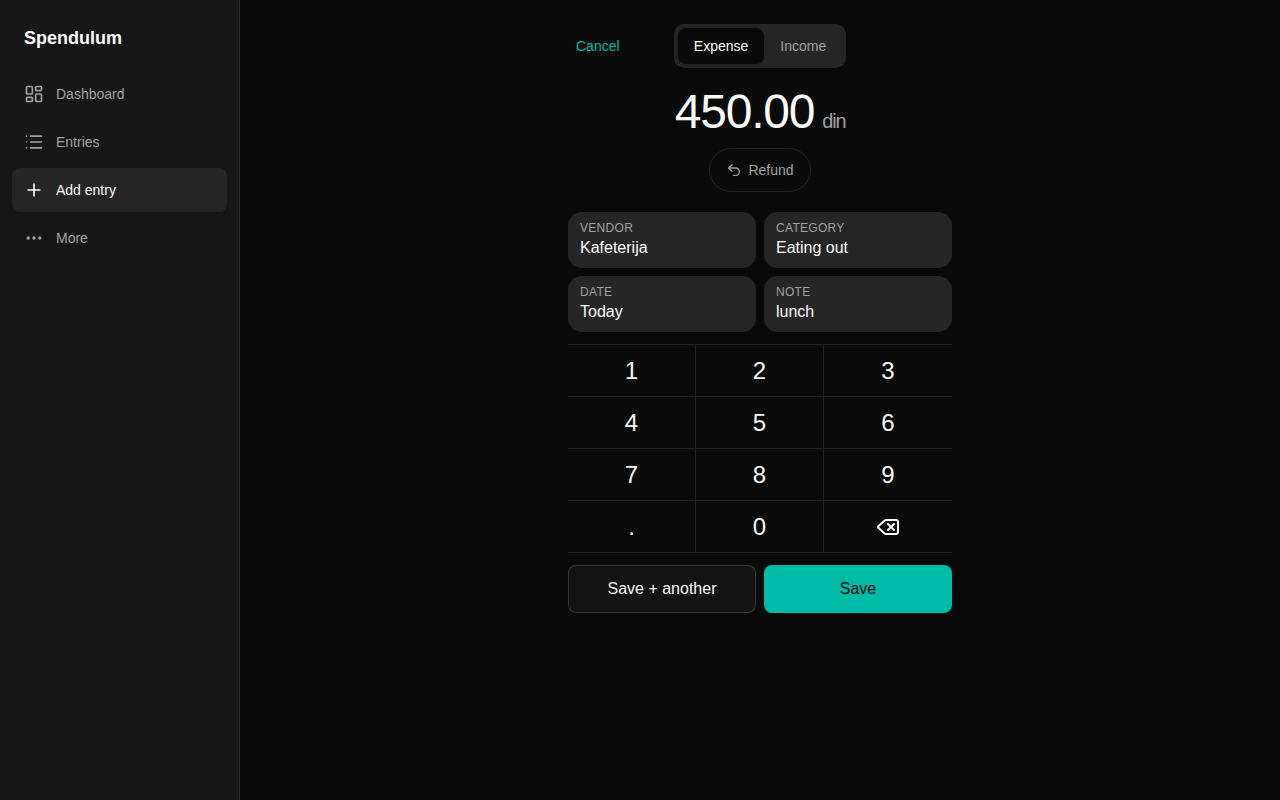 Spendulum
Dashboard
Entries
Add entry
More
Cancel
Expense
Income
450.00 din
Refund
VENDOR
Kafeterija
CATEGORY
Eating out
DATE
Today
NOTE
lunch
1 2 3
4 5 6
7 8 9
. 0
Save + another
Save